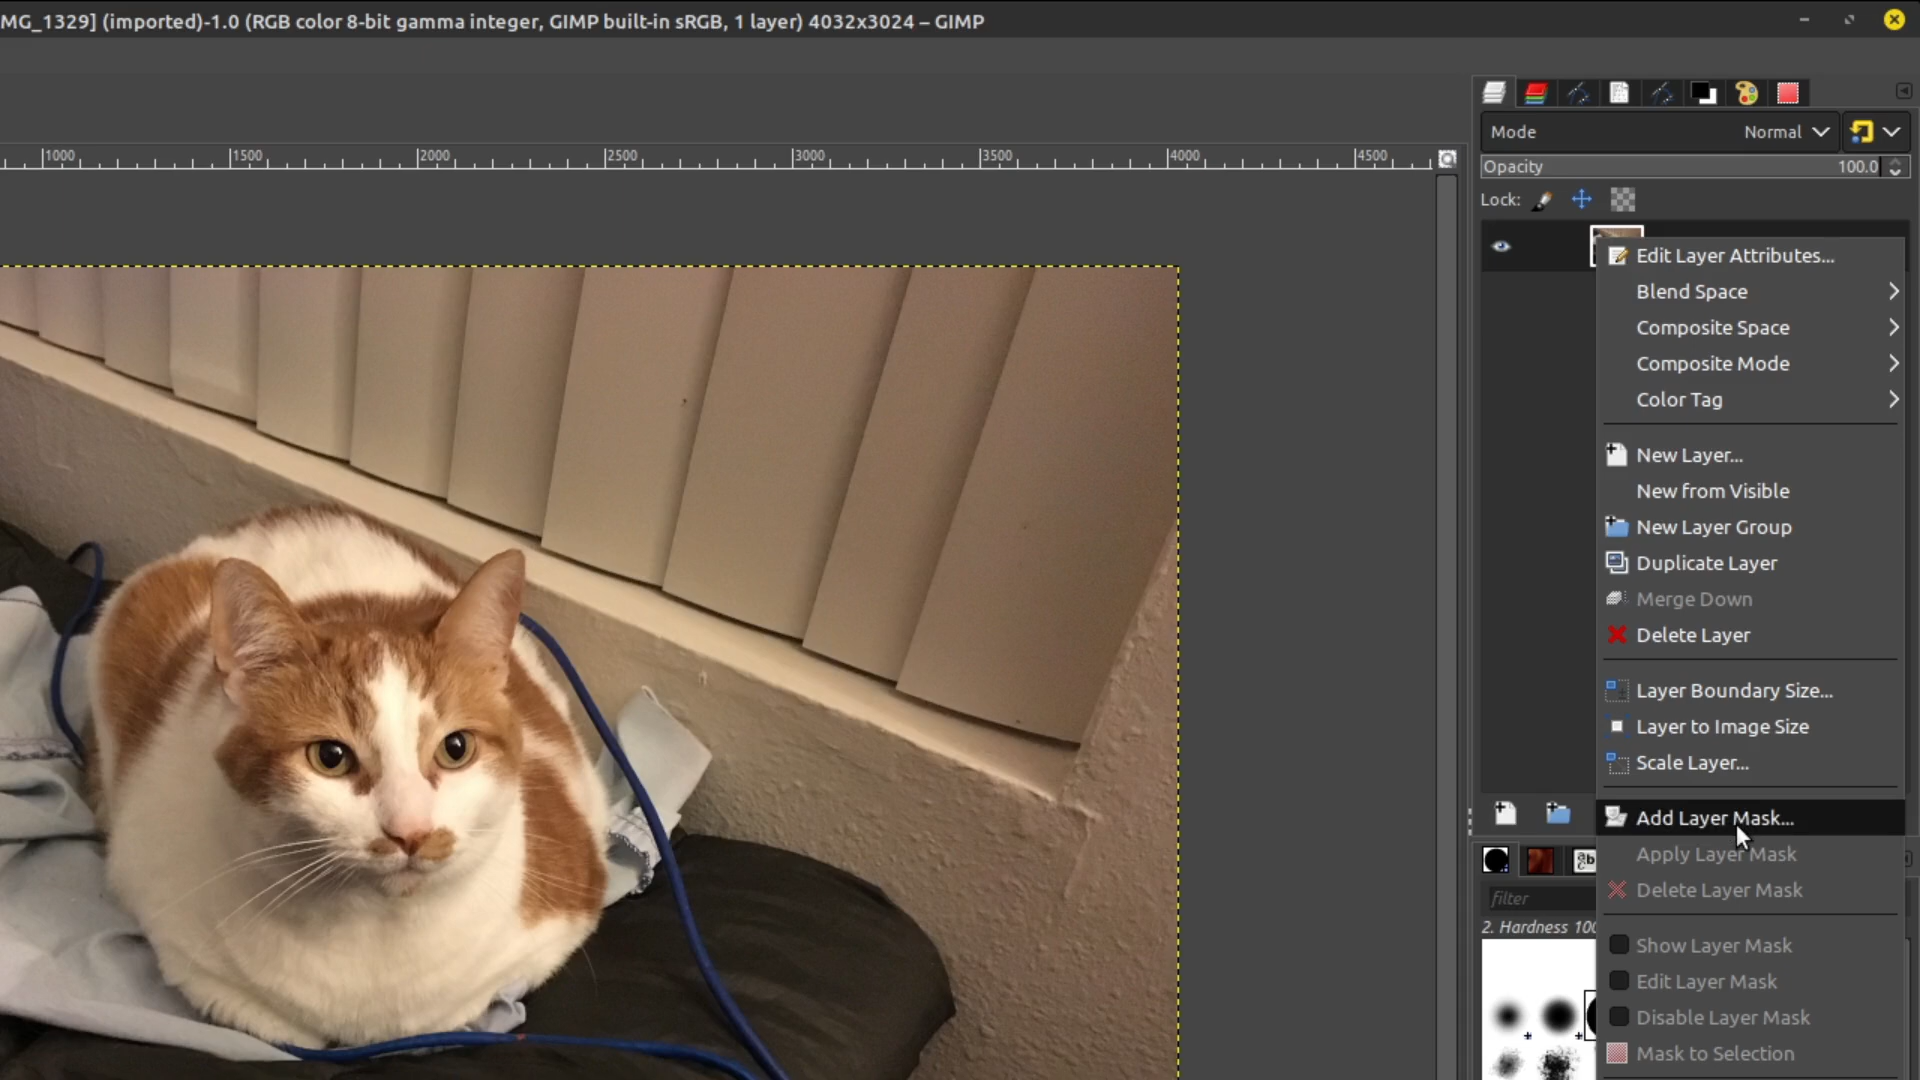 MG_1329] (imported)-1.0 (RGB color 8-bit gamma integer, GIMP built-in sRGB, 1 layer) 4032x3024 – GIMP
Mode Normal
1000 1500 2000 2500 3000 3500 4000 4500
Opacity 100.0
Lock:
Edit Layer Attributes...
Blend Space
Composite Space
Composite Mode
Color Tag
New Layer...
New from Visible
New Layer Group
Duplicate Layer
Merge Down
Delete Layer
Layer Boundary Size...
Layer to Image Size
Scale Layer...
Add Layer Mask...
Apply Layer Mask
Delete Layer Mask
filter
2. Hardness 100
Show Layer Mask
Edit Layer Mask
Disable Layer Mask
Mask to Selection